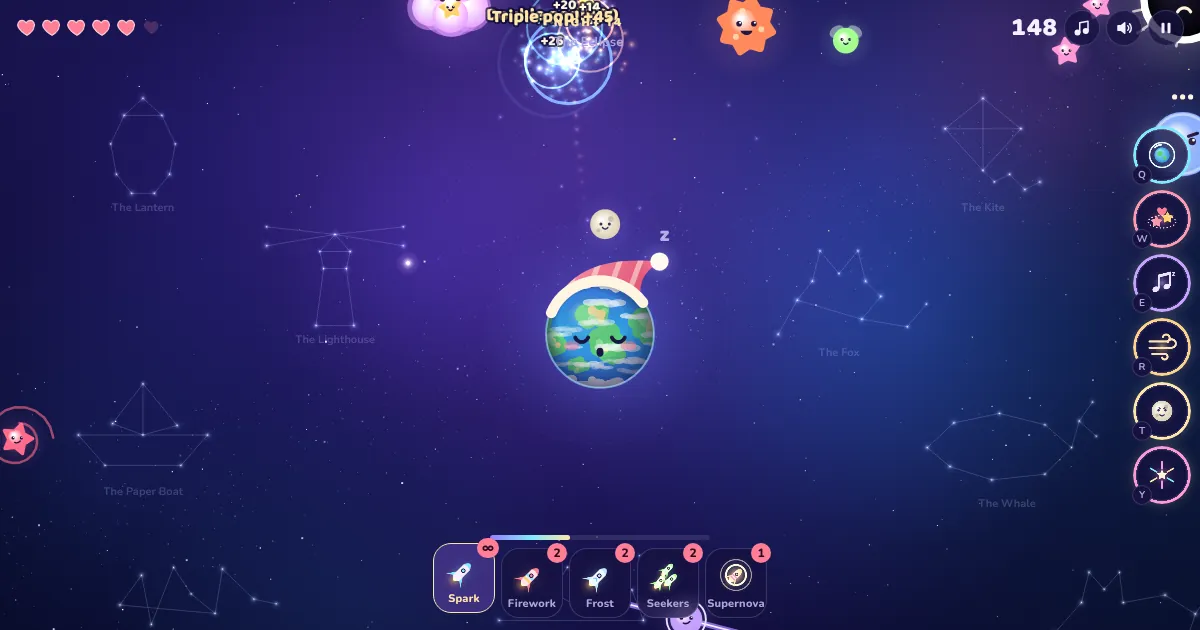 +20 +14
Triple pop! +45
+26
148
The Lantern
The Kite
Z
The Lighthouse
The Fox
The Paper Boat
The Whale
Q
W
E
R
T
Y
∞
2
2
2
1
Spark
Firework
Frost
Seekers
Supernova